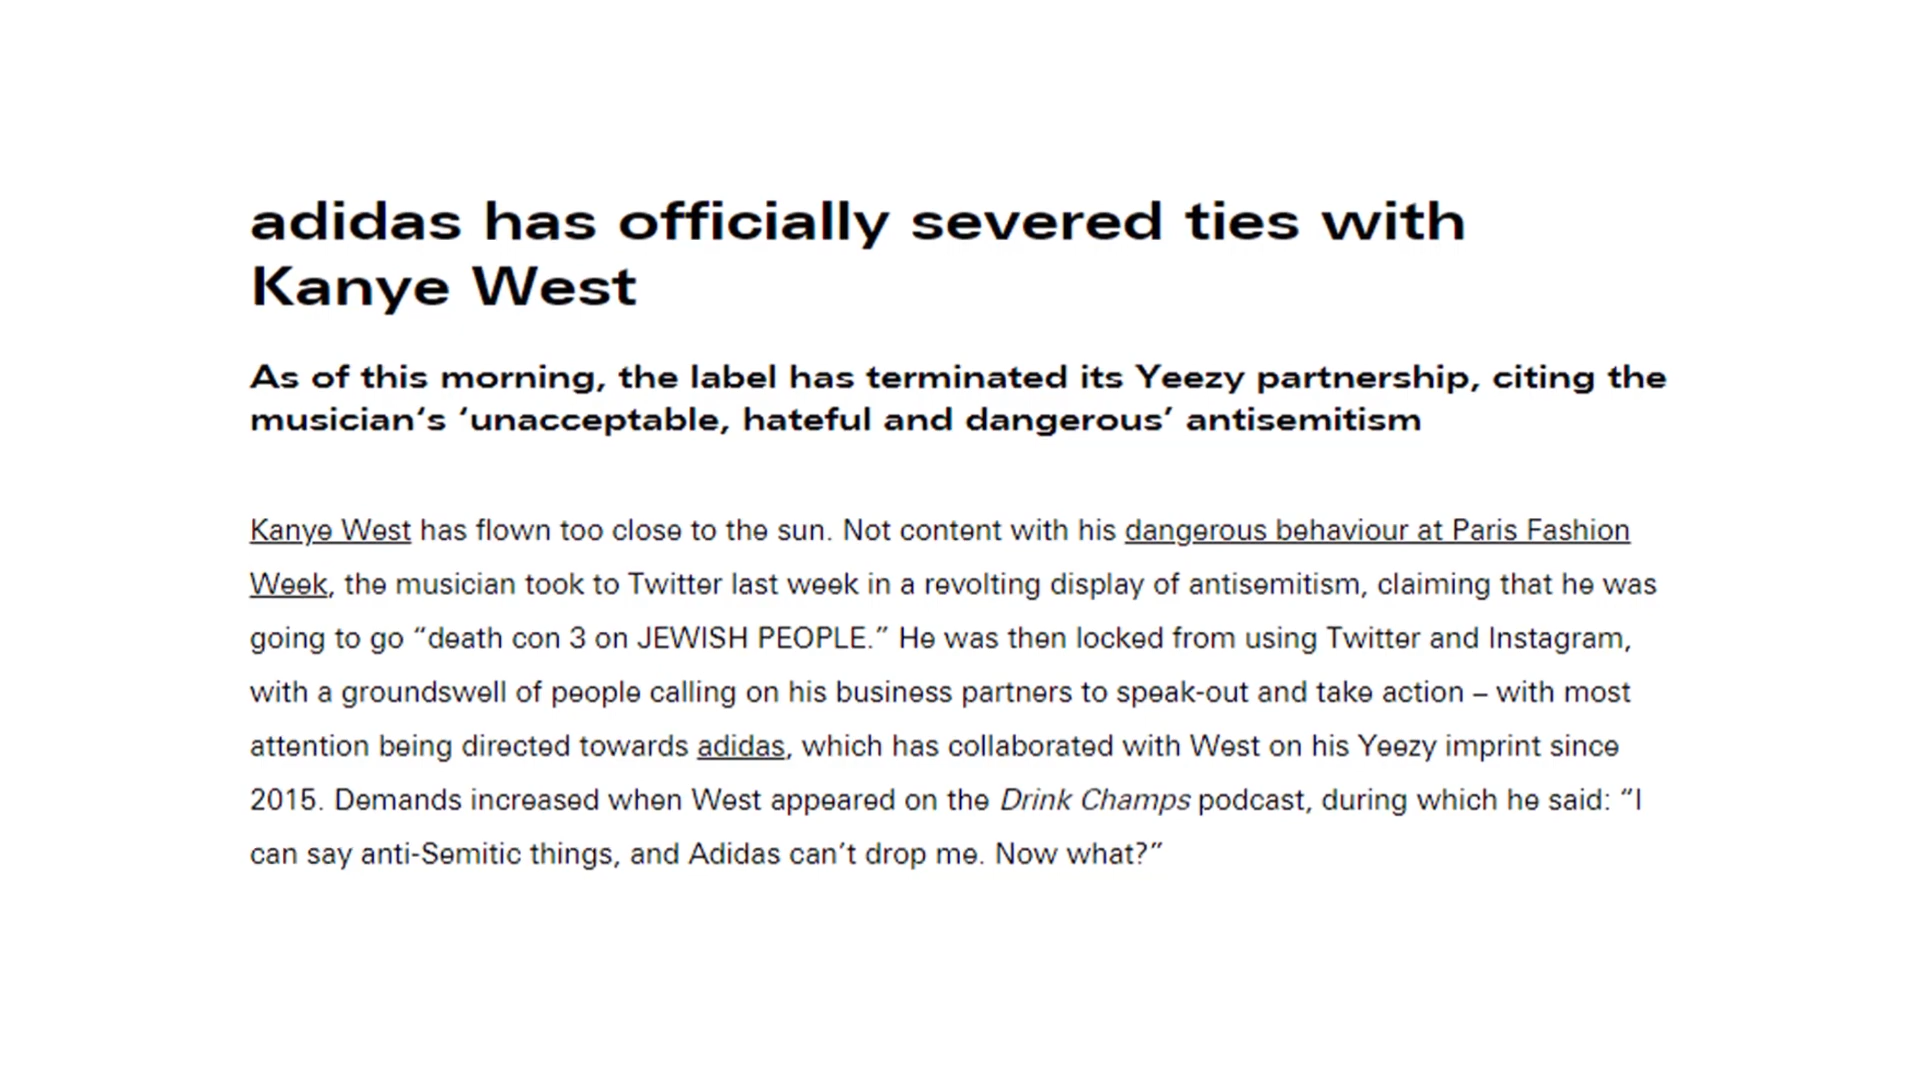 adidas has officially severed ties with
Kanye West
As of this morning, the label has terminated its Yeezy partnership, citing the
musician’s ‘unacceptable, hateful and dangerous’ antisemitism
Kanye West has flown too close to the sun. Not content with his dangerous behaviour at Paris Fashion
Week, the musician took to Twitter last week in a revolting display of antisemitism, claiming that he was
going to go “death con 3 on JEWISH PEOPLE.” He was then locked from using Twitter and Instagram,
with a groundswell of people calling on his business partners to speak-out and take action – with most
attention being directed towards adidas, which has collaborated with West on his Yeezy imprint since
2015. Demands increased when West appeared on the Drink Champs podcast, during which he said: “I
can say anti-Semitic things, and Adidas can’t drop me. Now what?”